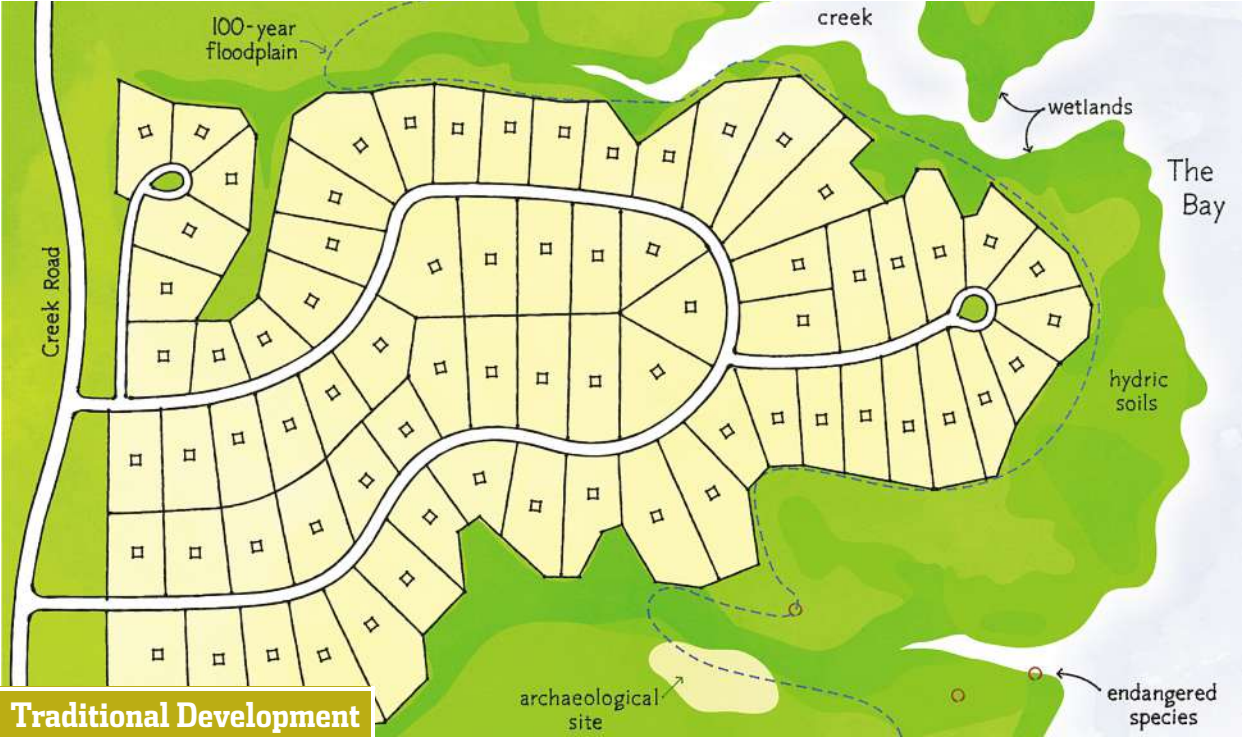 100-year
floodplain
creek
wetlands
The
Bay
Creek Road
hydric
soils
archaeological
site
endangered
species
Traditional Development